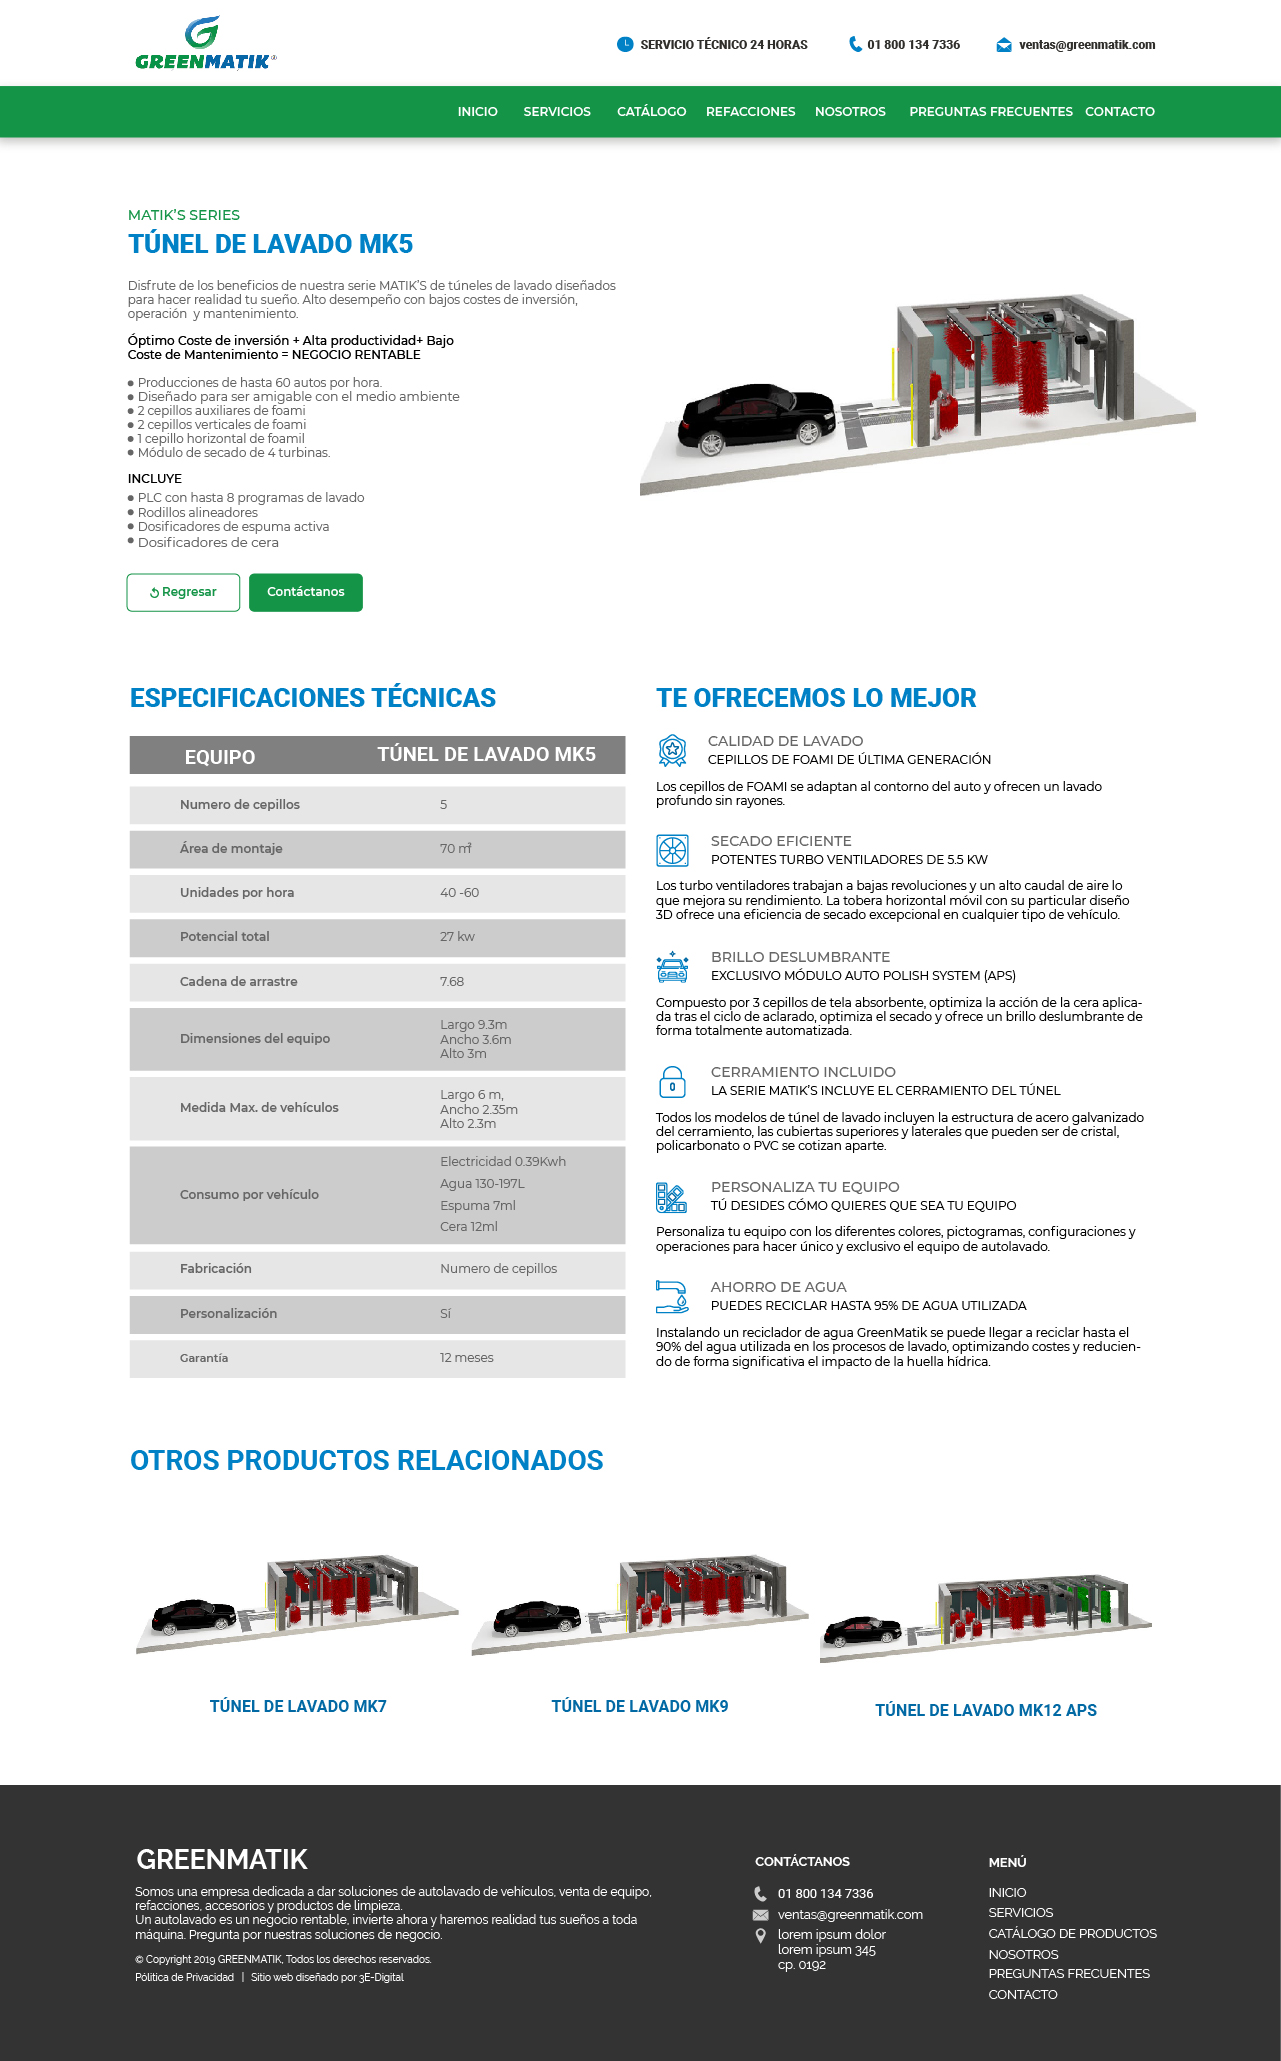 GREENMATIK®
SERVICIO TÉCNICO 24 HORAS
01 800 134 7336
ventas@greenmatik.com
INICIO
SERVICIOS
CATÁLOGO
REFACCIONES
NOSOTROS
PREGUNTAS FRECUENTES
CONTACTO
MATIK'S SERIES
TÚNEL DE LAVADO MK5
Disfrute de los beneficios de nuestra serie MATIK'S de túneles de lavado diseñados
para hacer realidad tu sueño. Alto desempeño con bajos costes de inversión,
operación y mantenimiento.
Óptimo Coste de inversión + Alta productividad+ Bajo
Coste de Mantenimiento = NEGOCIO RENTABLE
● Producciones de hasta 60 autos por hora.
● Diseñado para ser amigable con el medio ambiente
● 2 cepillos auxiliares de foami
● 2 cepillos verticales de foami
● 1 cepillo horizontal de foamil
● Módulo de secado de 4 turbinas.
INCLUYE
● PLC con hasta 8 programas de lavado
● Rodillos alineadores
● Dosificadores de espuma activa
● Dosificadores de cera
Regresar
Contáctanos
ESPECIFICACIONES TÉCNICAS
EQUIPO TÚNEL DE LAVADO MK5
Numero de cepillos 5
Área de montaje 70 m²
Unidades por hora 40 -60
Potencial total 27 kw
Cadena de arrastre 7.68
Dimensiones del equipo
Largo 9.3m
Ancho 3.6m
Alto 3m
Medida Max. de vehículos
Largo 6 m,
Ancho 2.35m
Alto 2.3m
Consumo por vehículo
Electricidad 0.39Kwh
Agua 130-197L
Espuma 7ml
Cera 12ml
Fabricación Numero de cepillos
Personalización Sí
Garantía 12 meses
TE OFRECEMOS LO MEJOR
CALIDAD DE LAVADO
CEPILLOS DE FOAMI DE ÚLTIMA GENERACIÓN
Los cepillos de FOAMI se adaptan al contorno del auto y ofrecen un lavado
profundo sin rayones.
SECADO EFICIENTE
POTENTES TURBO VENTILADORES DE 5.5 KW
Los turbo ventiladores trabajan a bajas revoluciones y un alto caudal de aire lo
que mejora su rendimiento. La tobera horizontal móvil con su particular diseño
3D ofrece una eficiencia de secado excepcional en cualquier tipo de vehículo.
BRILLO DESLUMBRANTE
EXCLUSIVO MÓDULO AUTO POLISH SYSTEM (APS)
Compuesto por 3 cepillos de tela absorbente, optimiza la acción de la cera aplica-
da tras el ciclo de aclarado, optimiza el secado y ofrece un brillo deslumbrante de
forma totalmente automatizada.
CERRAMIENTO INCLUIDO
LA SERIE MATIK'S INCLUYE EL CERRAMIENTO DEL TÚNEL
Todos los modelos de túnel de lavado incluyen la estructura de acero galvanizado
del cerramiento, las cubiertas superiores y laterales que pueden ser de cristal,
policarbonato o PVC se cotizan aparte.
PERSONALIZA TU EQUIPO
TÚ DESIDES CÓMO QUIERES QUE SEA TU EQUIPO
Personaliza tu equipo con los diferentes colores, pictogramas, configuraciones y
operaciones para hacer único y exclusivo el equipo de autolavado.
AHORRO DE AGUA
PUEDES RECICLAR HASTA 95% DE AGUA UTILIZADA
Instalando un reciclador de agua GreenMatik se puede llegar a reciclar hasta el
90% del agua utilizada en los procesos de lavado, optimizando costes y reducien-
do de forma significativa el impacto de la huella hídrica.
OTROS PRODUCTOS RELACIONADOS
TÚNEL DE LAVADO MK7
TÚNEL DE LAVADO MK9
TÚNEL DE LAVADO MK12 APS
GREENMATIK
Somos una empresa dedicada a dar soluciones de autolavado de vehículos, venta de equipo,
refacciones, accesorios y productos de limpieza.
Un autolavado es un negocio rentable, invierte ahora y haremos realidad tus sueños a toda
máquina. Pregunta por nuestras soluciones de negocio.
© Copyright 2019 GREENMATIK, Todos los derechos reservados.
Pólitica de Privacidad | Sitio web diseñado por 3E-Digital
CONTÁCTANOS
01 800 134 7336
ventas@greenmatik.com
lorem ipsum dolor
lorem ipsum 345
cp. 0192
MENÚ
INICIO
SERVICIOS
CATÁLOGO DE PRODUCTOS
NOSOTROS
PREGUNTAS FRECUENTES
CONTACTO